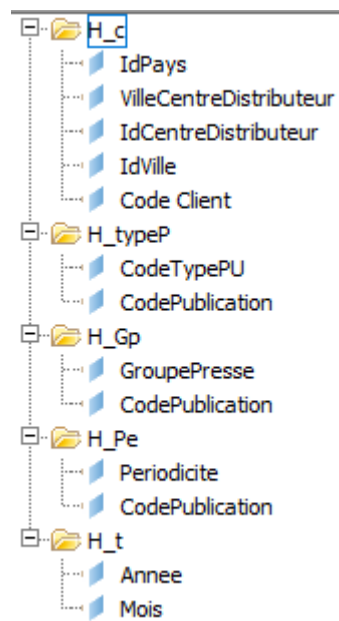 H_c
IdPays
VilleCentreDistributeur
IdCentreDistributeur
IdVille
Code Client
H_typeP
CodeTypePU
CodePublication
H_Gp
GroupePresse
CodePublication
H_Pe
Periodicite
CodePublication
H_t
Annee
Mois